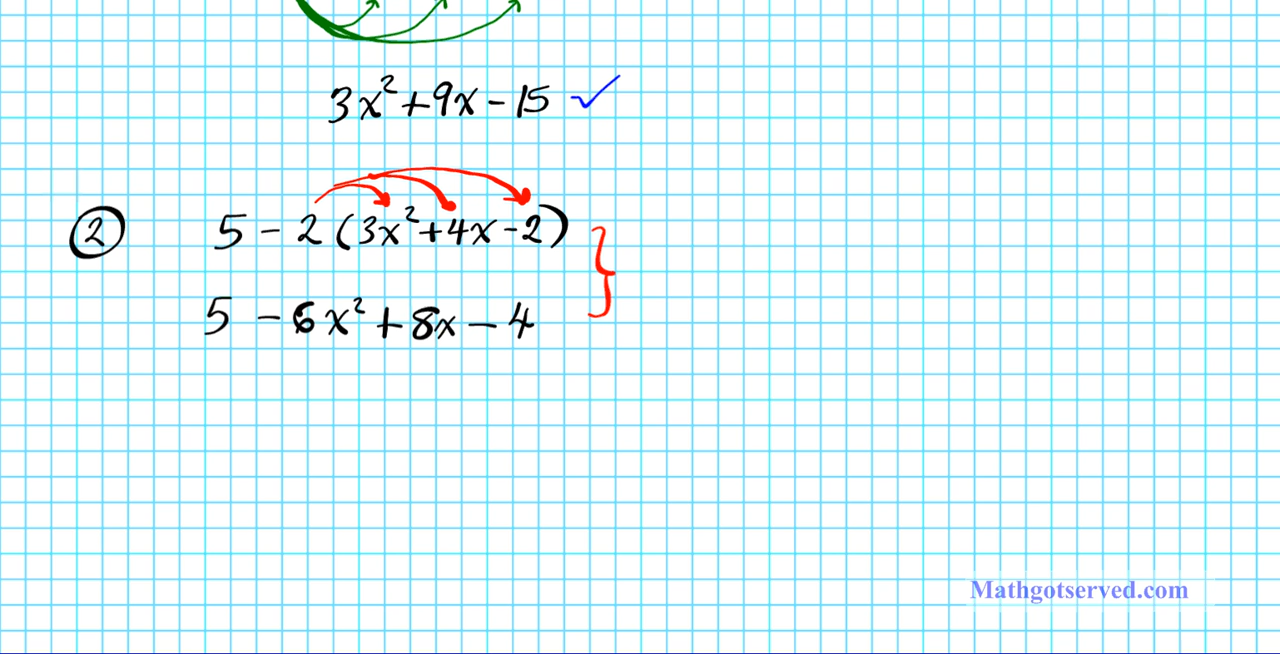 3x²+9x-15 ✓
② 5 - 2(3x²+4x-2)
5 - 6x² + 8x - 4
Mathgotserved.com